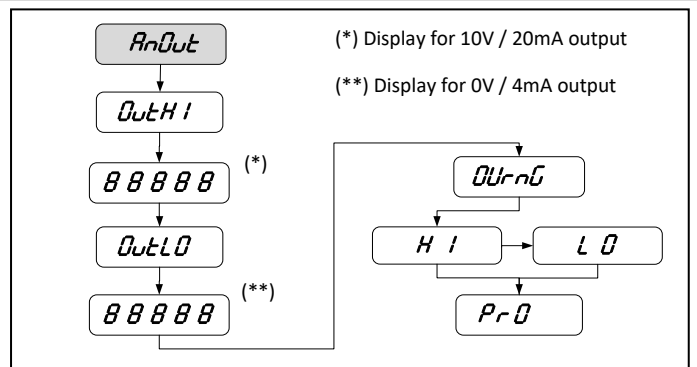 AnOut
(*) Display for 10V / 20mA output
OutHI
(**) Display for 0V / 4mA output
88888
(*)
OutLO
88888
(**)
OVrnG
HI
LO
PrO